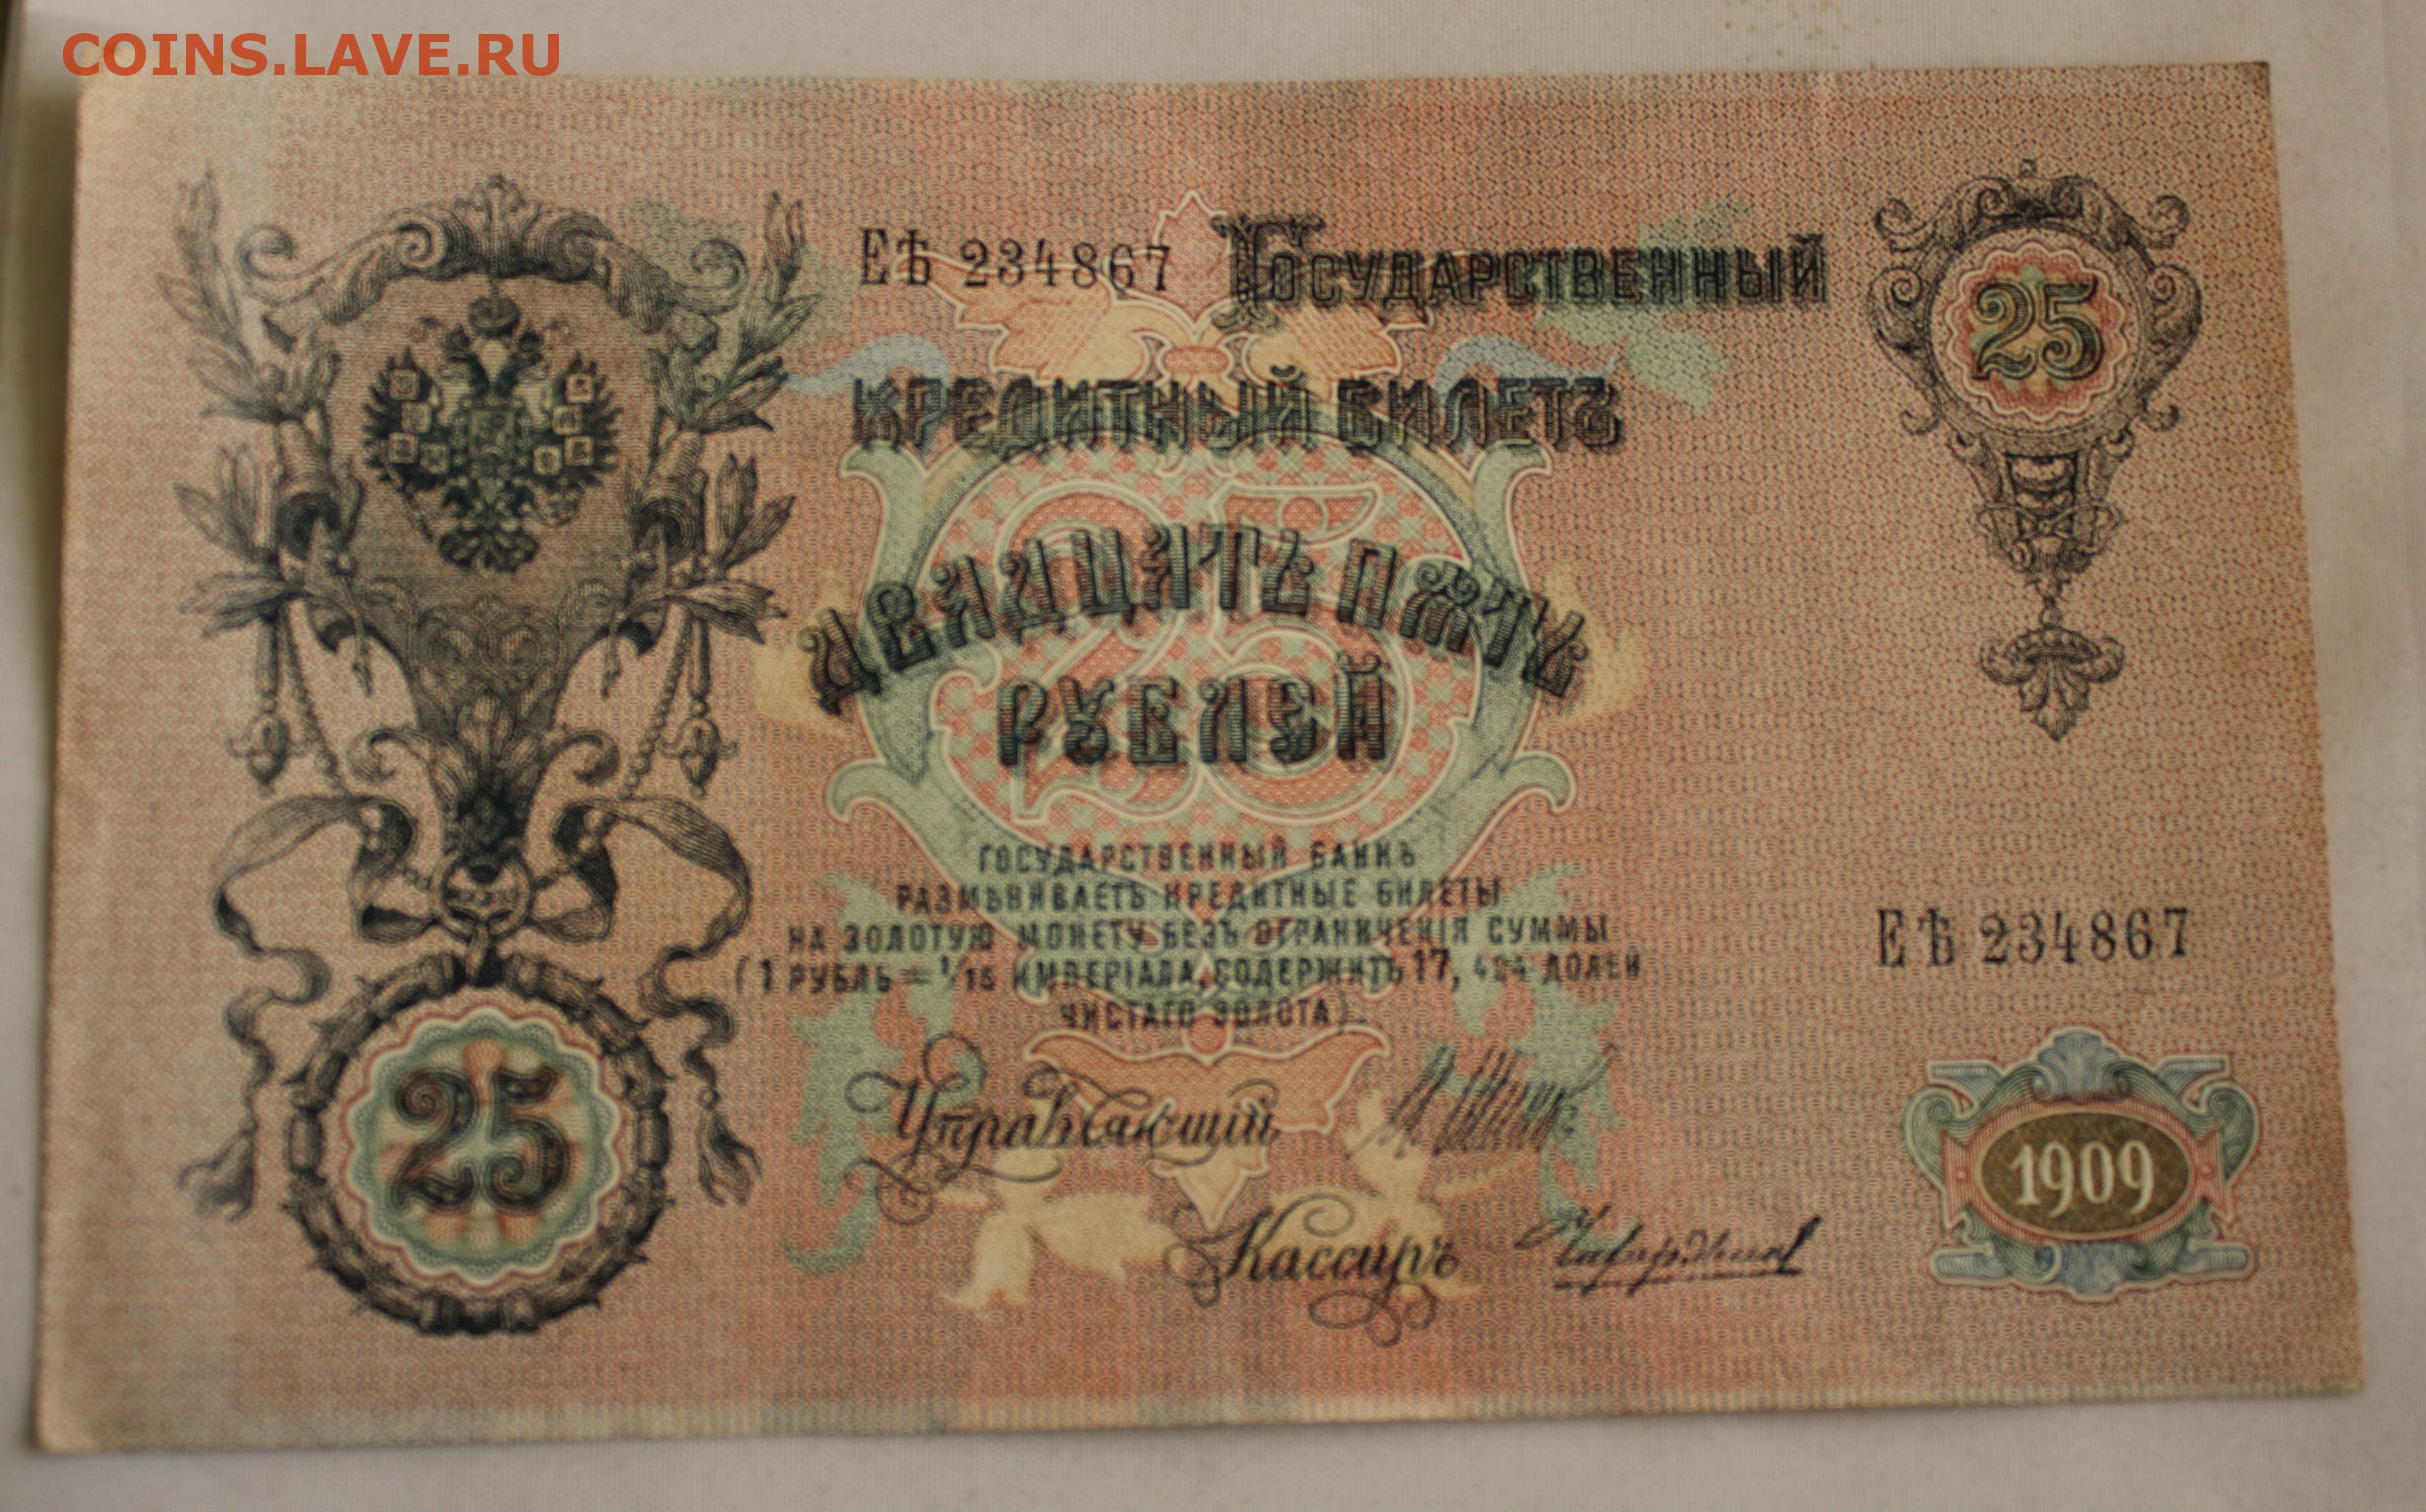 COINS.LAVE.RU
ЕѢ 234867 ГОСУДАРСТВЕННЫЙ
25
КРЕДИТНЫЙ БИЛЕТЪ
25
ДВАДЦАТЬ ПЯТЬ
РУБЛЕЙ
ГОСУДАРСТВЕННЫЙ БАНКЪ
РАЗМѢНИВАЕТЪ КРЕДИТНЫЕ БИЛЕТЫ
НА ЗОЛОТУЮ МОНЕТУ БЕЗЪ ОГРАНИЧЕНІЯ СУММЫ
(1 РУБЛЬ = 1/15 ИМПЕРІАЛА, СОДЕРЖИТЪ 17, 424 ДОЛЕЙ
ЧИСТАГО ЗОЛОТА)
ЕѢ 234867
Управляющій
Кассиръ
25
1909